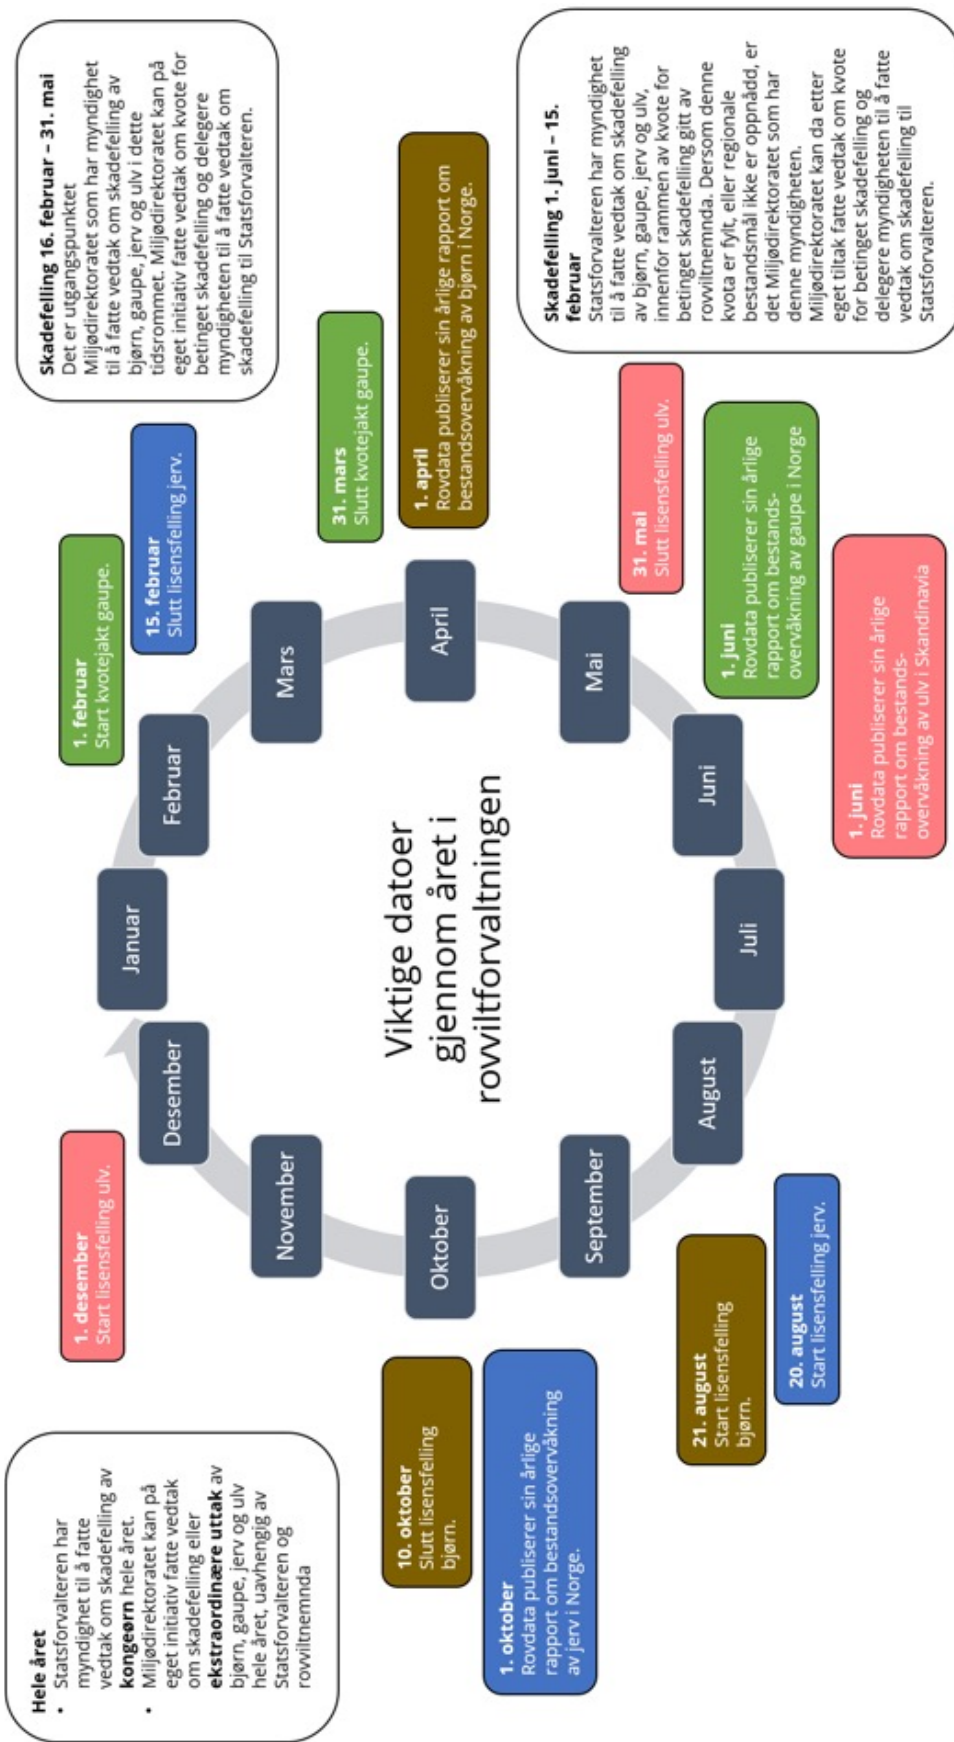 Hele året
• Statsforvalteren har
myndighet til å fatte
vedtak om skadefelling av
kongeørn hele året.
• Miljødirektoratet kan på
eget initiativ fatte vedtak
om skadefelling eller
ekstraordinære uttak av
bjørn, gaupe, jerv og ulv
hele året, uavhengig av
Statsforvalteren og
rovviltnemnda
1. desember
Start lisensfelling ulv.
1. februar
Start kvotejakt gaupe.
15. februar
Slutt lisensfelling jerv.
Skadefelling 16. februar – 31. mai
Det er utgangspunktet
Miljødirektoratet som har myndighet
til å fatte vedtak om skadefelling av
bjørn, gaupe, jerv og ulv i dette
tidsrommet. Miljødirektoratet kan på
eget initiativ fatte vedtak om kvote for
betinget skadefelling og delegere
myndigheten til å fatte vedtak om
skadefelling til Statsforvalteren.
Januar
Februar
Mars
April
Mai
Juni
Juli
August
September
Oktober
November
Desember
Viktige datoer
gjennom året i
rovviltforvaltningen
31. mars
Slutt kvotejakt gaupe.
1. april
Rovdata publiserer sin årlige rapport om
bestandsovervåkning av bjørn i Norge.
10. oktober
Slutt lisensfelling
bjørn.
1. oktober
Rovdata publiserer sin årlige
rapport om bestandsovervåkning
av jerv i Norge.
21. august
Start lisensfelling
bjørn.
20. august
Start lisensfelling jerv.
31. mai
Slutt lisensfelling ulv.
1. juni
Rovdata publiserer sin årlige
rapport om bestands-
overvåkning av gaupe i Norge
1. juni
Rovdata publiserer sin årlige
rapport om bestands-
overvåkning av ulv i Skandinavia
Skadefelling 1. juni – 15.
februar
Statsforvalteren har myndighet
til å fatte vedtak om skadefelling
av bjørn, gaupe, jerv og ulv,
innenfor rammen av kvote for
betinget skadefelling gitt av
rovviltnemnda. Dersom denne
kvota er fylt, eller regionale
bestandsmål ikke er oppnådd, er
det Miljødirektoratet som har
denne myndigheten.
Miljødirektoratet kan da etter
eget tiltak fatte vedtak om kvote
for betinget skadefelling og
delegere myndigheten til å fatte
vedtak om skadefelling til
Statsforvalteren.